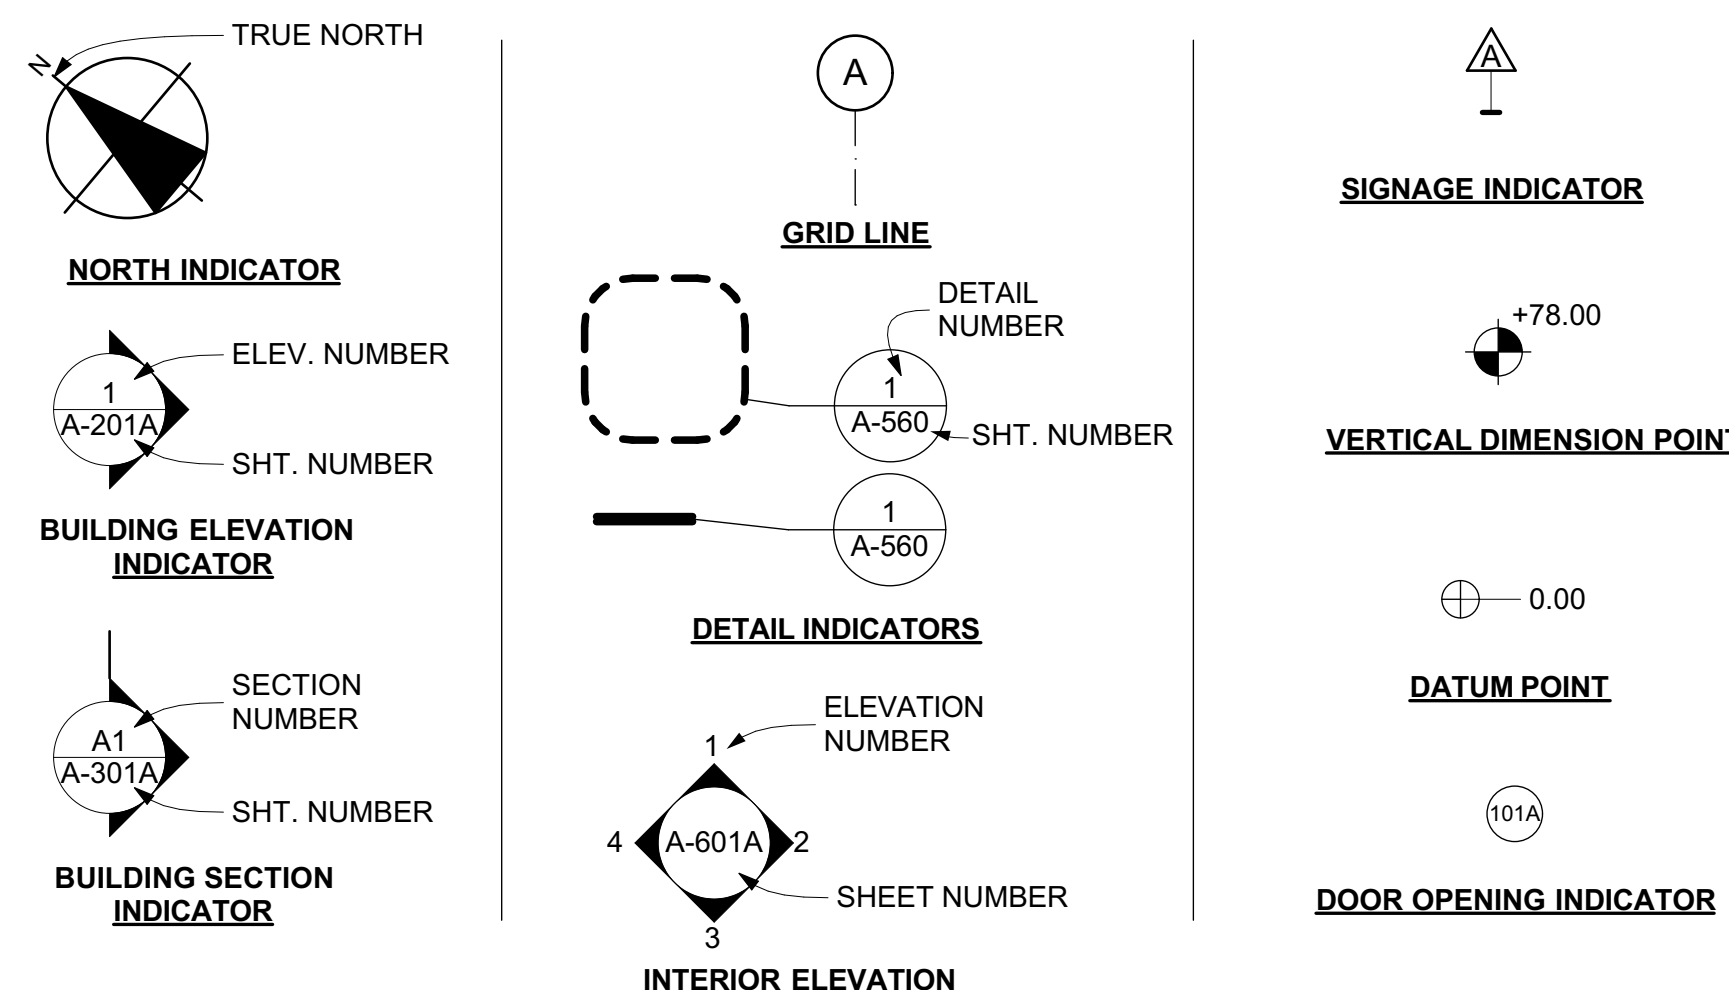 N
TRUE NORTH
NORTH INDICATOR
ELEV. NUMBER
1
A-201A
SHT. NUMBER
BUILDING ELEVATION
INDICATOR
SECTION
NUMBER
A1
A-301A
SHT. NUMBER
BUILDING SECTION
INDICATOR
A
GRID LINE
DETAIL
NUMBER
1
A-560
SHT. NUMBER
1
A-560
DETAIL INDICATORS
ELEVATION
NUMBER
1
4
A-601A
2
SHEET NUMBER
3
INTERIOR ELEVATION
A
SIGNAGE INDICATOR
+78.00
VERTICAL DIMENSION POINT
0.00
DATUM POINT
101A
DOOR OPENING INDICATOR